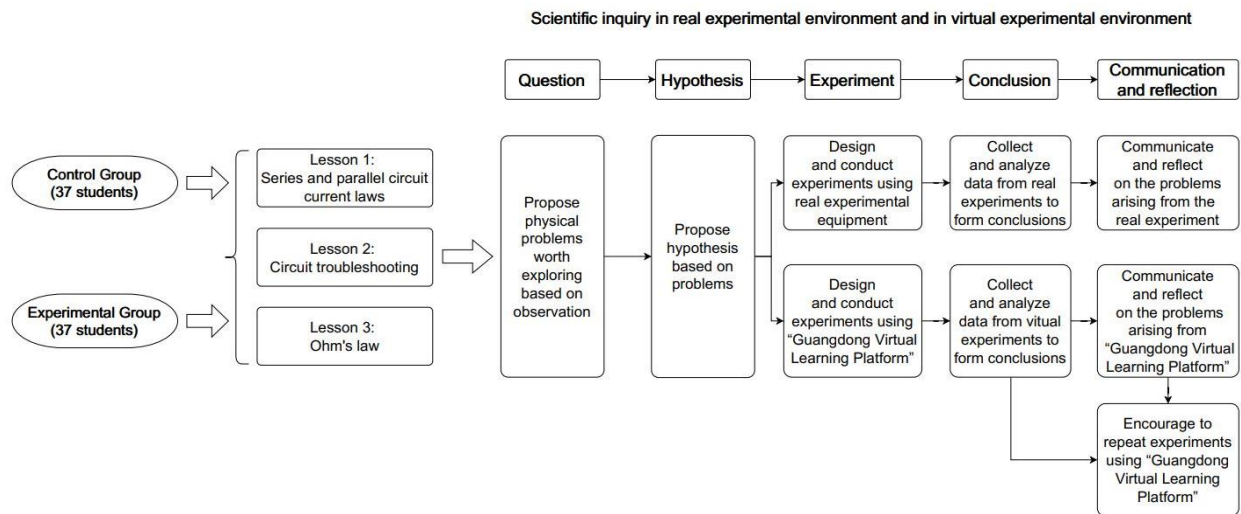 Scientific inquiry in real experimental environment and in virtual experimental environment
Question
Hypothesis
Experiment
Conclusion
Communication
and reflection
Control Group
(37 students)
Experimental Group
(37 students)
Lesson 1:
Series and parallel circuit
current laws
Lesson 2:
Circuit troubleshooting
Lesson 3:
Ohm's law
Propose
physical
problems
worth
exploring
based on
observation
Propose
hypothesis
based on
problems
Design
and conduct
experiments using
real experimental
equipment
Collect
and analyze
data from real
experiments to
form conclusions
Communicate
and reflect
on the problems
arising from the
real experiment
Design
and conduct
experiments using
“Guangdong Virtual
Learning Platform”
Collect
and analyze
data from vitual
experiments to
form conclusions
Communicate
and reflect
on the problems
arising from
“Guangdong Virtual
Learning Platform”
Encourage to
repeat experiments
using “Guangdong
Virtual Learning
Platform”